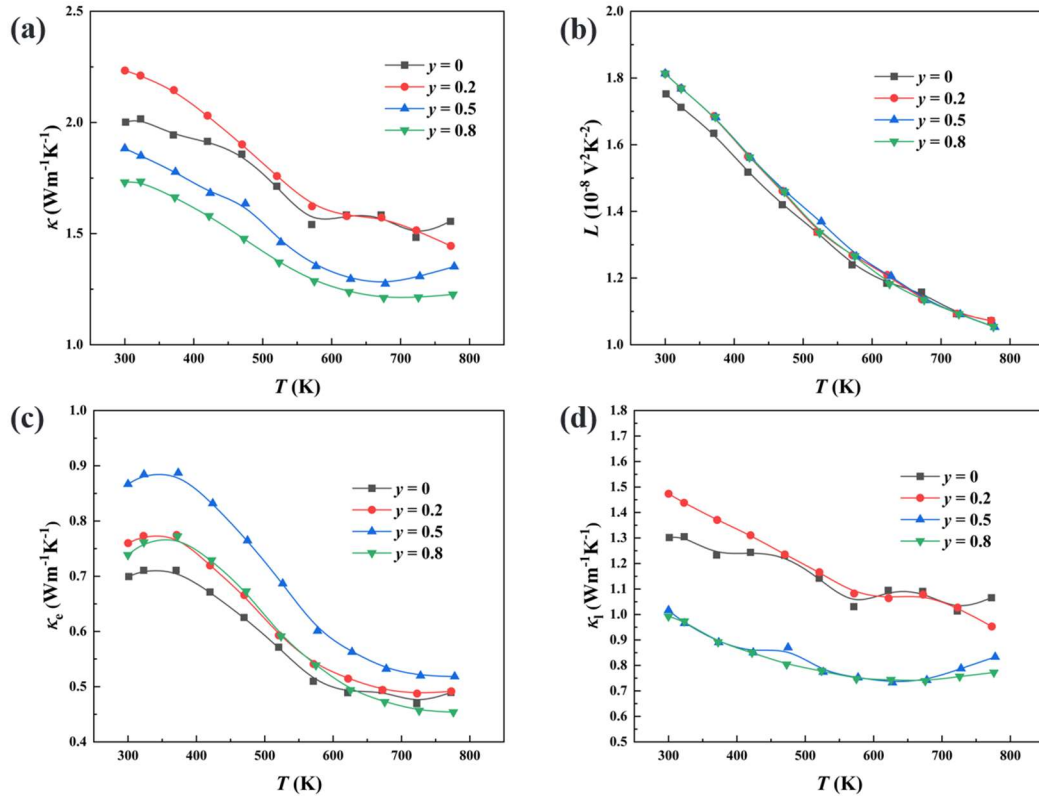 (a)
2.5
2.0
1.5
1.0
κ (Wm⁻¹K⁻¹)
300 400 500 600 700 800
T (K)
y = 0
y = 0.2
y = 0.5
y = 0.8
(b)
2.0
1.8
1.6
1.4
1.2
1.0
L (10⁻⁸ V²K⁻²)
300 400 500 600 700 800
T (K)
y = 0
y = 0.2
y = 0.5
y = 0.8
(c)
1.0
0.9
0.8
0.7
0.6
0.5
0.4
κₑ (Wm⁻¹K⁻¹)
300 400 500 600 700 800
T (K)
y = 0
y = 0.2
y = 0.5
y = 0.8
(d)
1.8
1.7
1.6
1.5
1.4
1.3
1.2
1.1
1.0
0.9
0.8
0.7
0.6
0.5
κₗ (Wm⁻¹K⁻¹)
300 400 500 600 700 800
T (K)
y = 0
y = 0.2
y = 0.5
y = 0.8